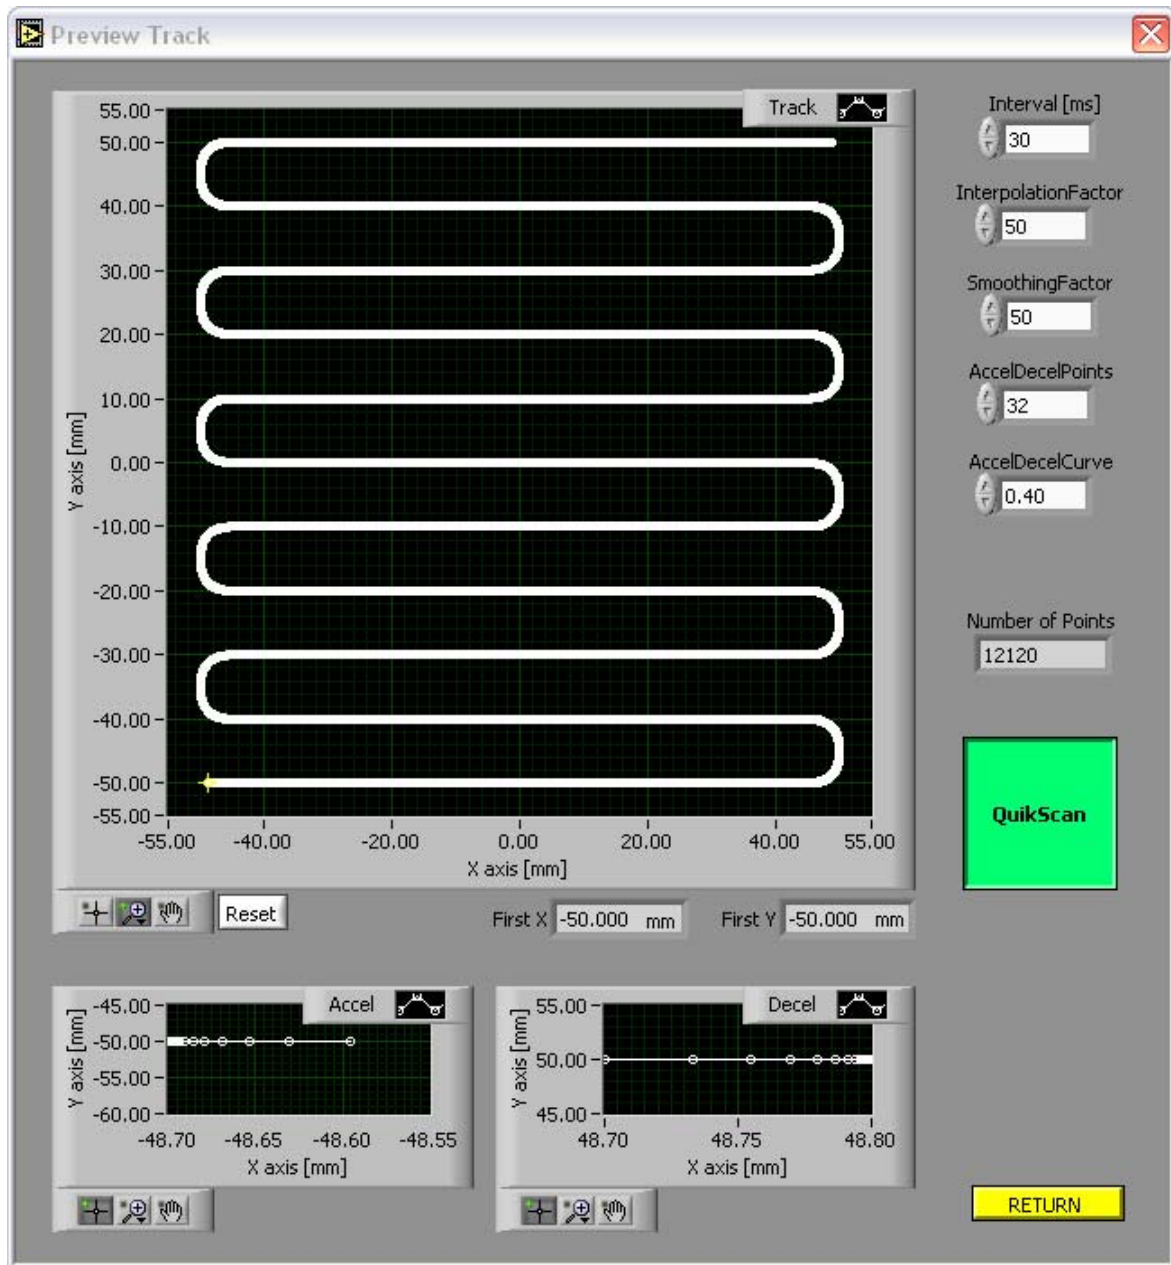 Preview Track
Track
55.00
50.00
40.00
30.00
20.00
10.00
0.00
-10.00
-20.00
-30.00
-40.00
-50.00
-55.00
Y axis [mm]
-55.00 -40.00 -20.00 0.00 20.00 40.00 55.00
X axis [mm]
Interval [ms]
30
InterpolationFactor
50
SmoothingFactor
50
AccelDecelPoints
32
AccelDecelCurve
0.40
Number of Points
12120
QuikScan
Reset
First X -50.000 mm
First Y -50.000 mm
Accel
-45.00
-50.00
-55.00
-60.00
Y axis [mm]
-48.70 -48.65 -48.60 -48.55
X axis [mm]
Decel
55.00
50.00
45.00
Y axis [mm]
48.70 48.75 48.80
X axis [mm]
RETURN